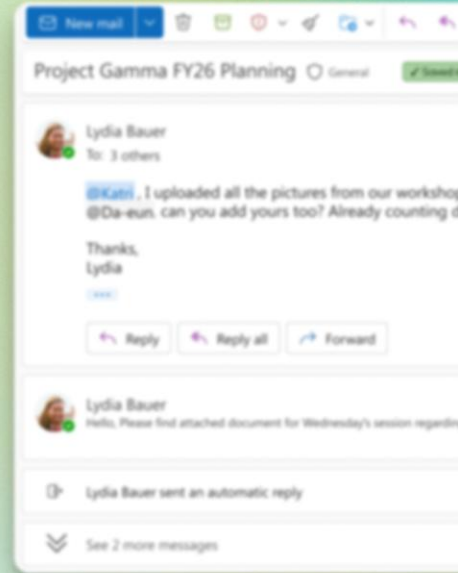 New mail
Project Gamma FY26 Planning General ✓ Saved
Lydia Bauer
To: 3 others
@Katri, I uploaded all the pictures from our workshop
@Da-eun. can you add yours too? Already counting d
Thanks,
Lydia
Reply Reply all Forward
Lydia Bauer
Hello, Please find attached document for Wednesday's session regardin
Lydia Bauer sent an automatic reply
See 2 more messages